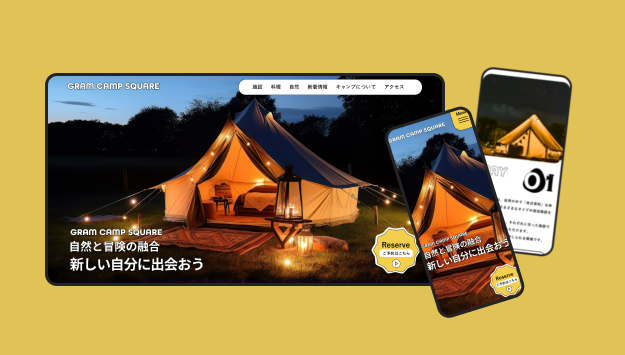 GRAM CAMP SQUARE
施設 料理 自然 新着情報 キャンプについて アクセス
GRAM CAMP SQUARE
自然と冒険の融合
新しい自分に出会おう
Reserve
ご予約はこちら
GRAM CAMP SQUARE
Menu
GRAM CAMP SQUARE
自然と冒険の融合
新しい自分に出会おう
Reserve
ご予約はこちら
RY
01